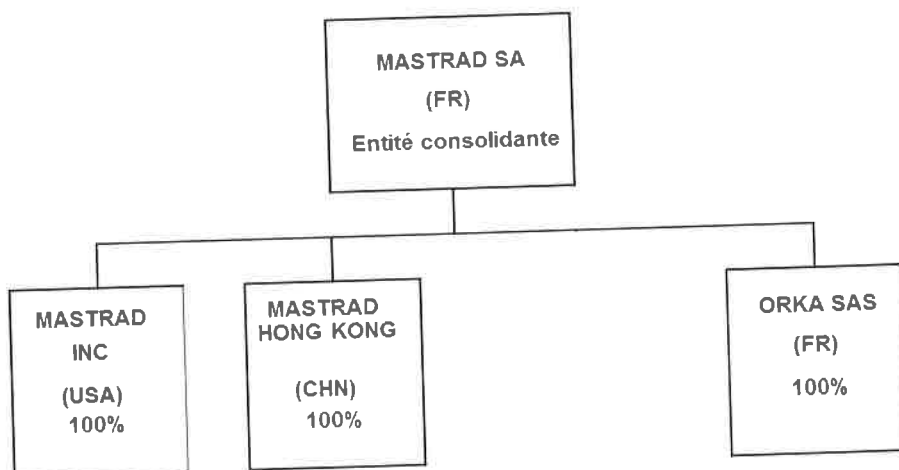 MASTRAD SA
(FR)
Entité consolidante
MASTRAD
INC
(USA)
100%
MASTRAD
HONG KONG
(CHN)
100%
ORKA SAS
(FR)
100%